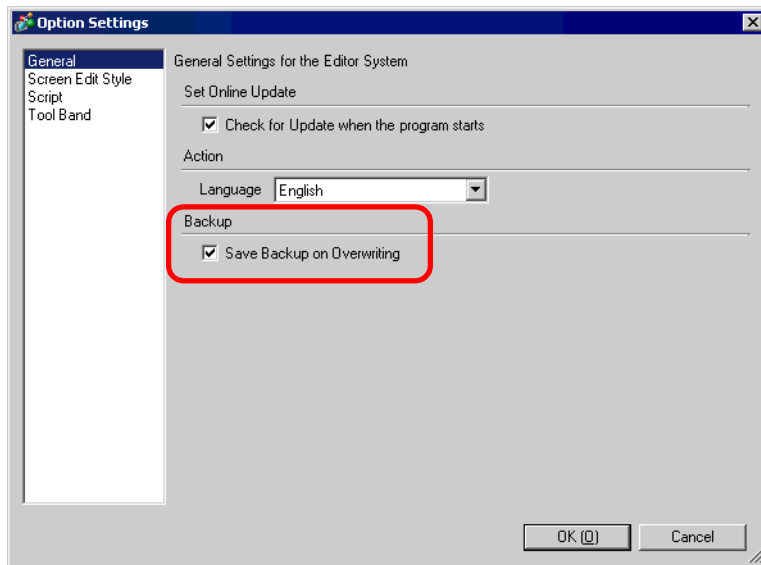 Option Settings
General
Screen Edit Style
Script
Tool Band
General Settings for the Editor System
Set Online Update
Check for Update when the program starts
Action
Language English
Backup
Save Backup on Overwriting
OK (O) Cancel